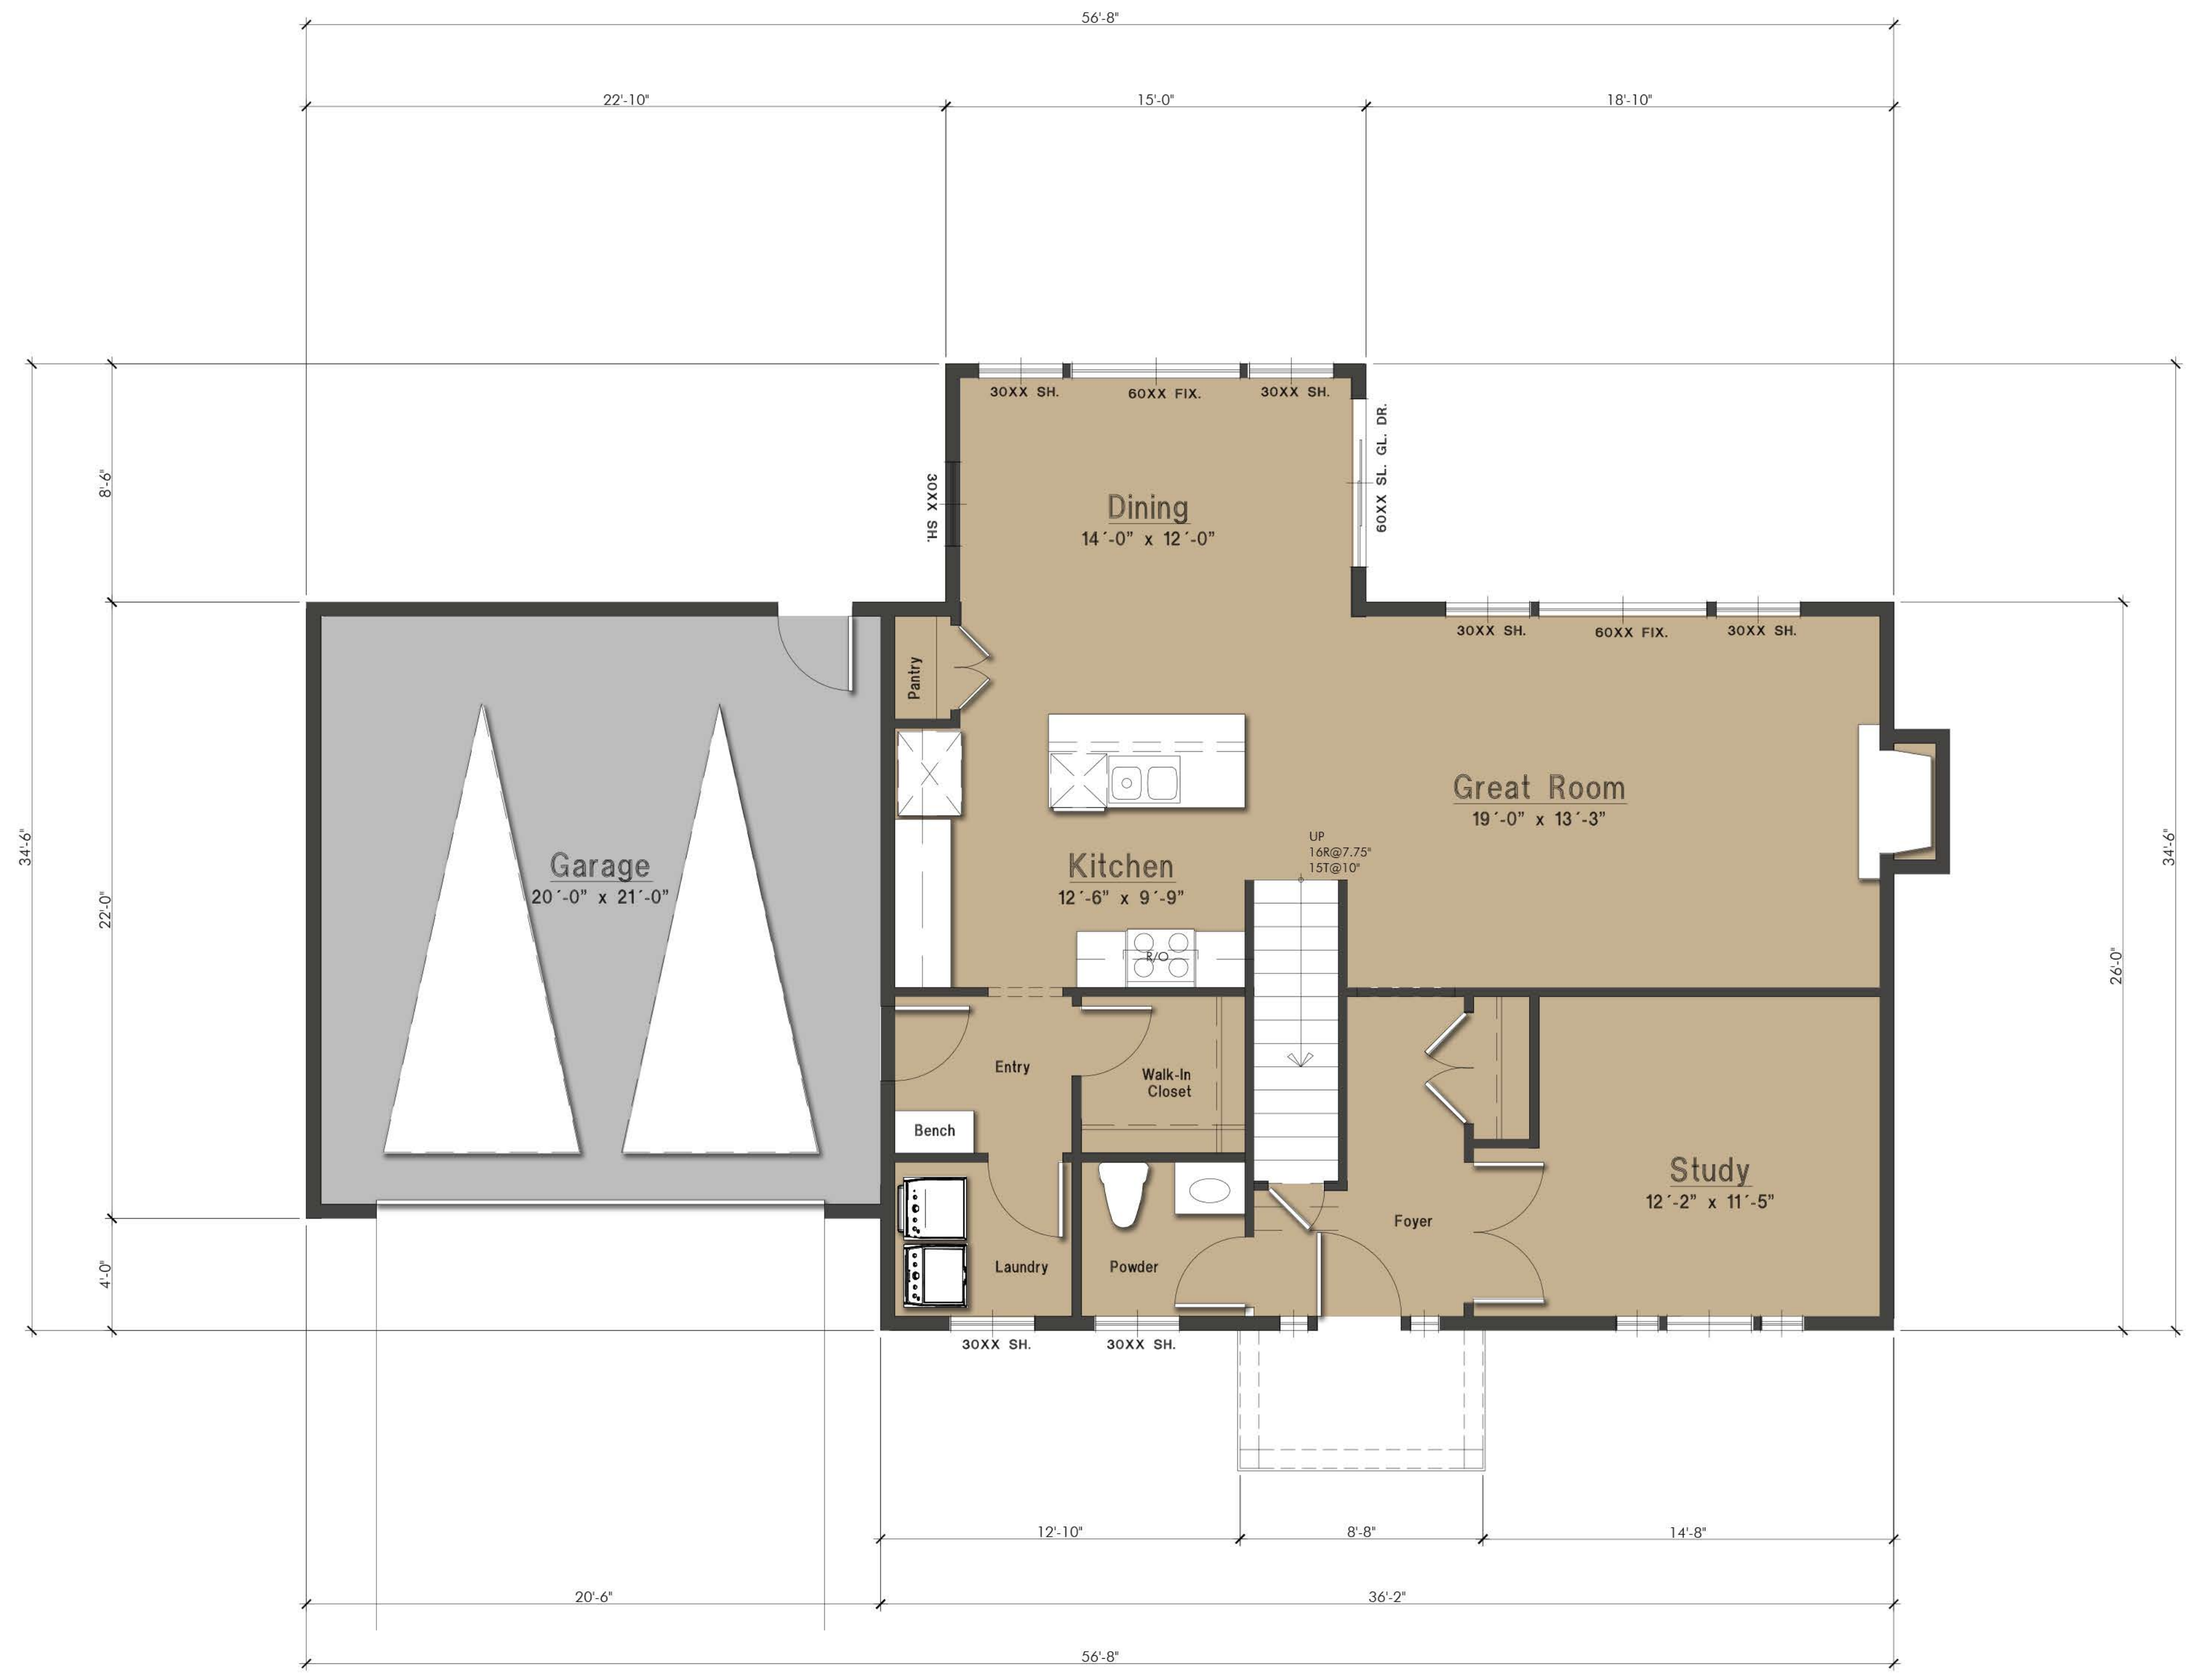 56'-8"
22'-10"
15'-0"
18'-10"
30XX SH.
60XX FIX.
30XX SH.
60XX SL. GL. DR.
30XX SH.
8'-6"
Dining
14'-0" x 12'-0"
30XX SH.
60XX FIX.
30XX SH.
Pantry
Great Room
19'-0" x 13'-3"
UP
16R@7.75"
15T@10"
34'-6"
34'-6"
Garage
20'-0" x 21'-0"
Kitchen
12'-6" x 9'-9"
22'-0"
R/O
26'-0"
Entry
Walk-In
Closet
Bench
Study
12'-2" x 11'-5"
Foyer
4'-0"
Laundry
Powder
30XX SH.
30XX SH.
12'-10"
8'-8"
14'-8"
20'-6"
36'-2"
56'-8"